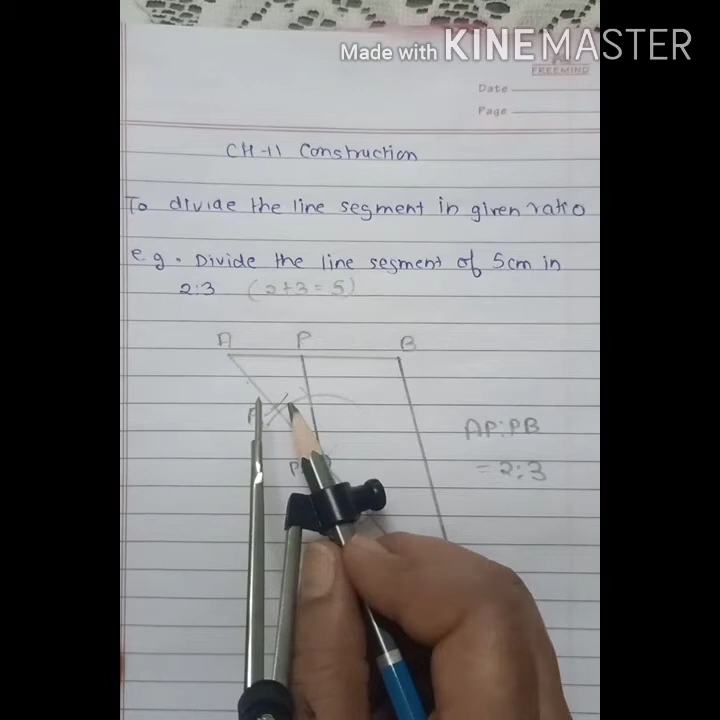 Made with KINEMASTER
FREEMIND
Date
Page
CH-11 Construction
To divide the line segment in given ratio
e.g. Divide the line segment of 5cm in
2:3 (2+3=5)
A P B
AP:PB
= 2:3